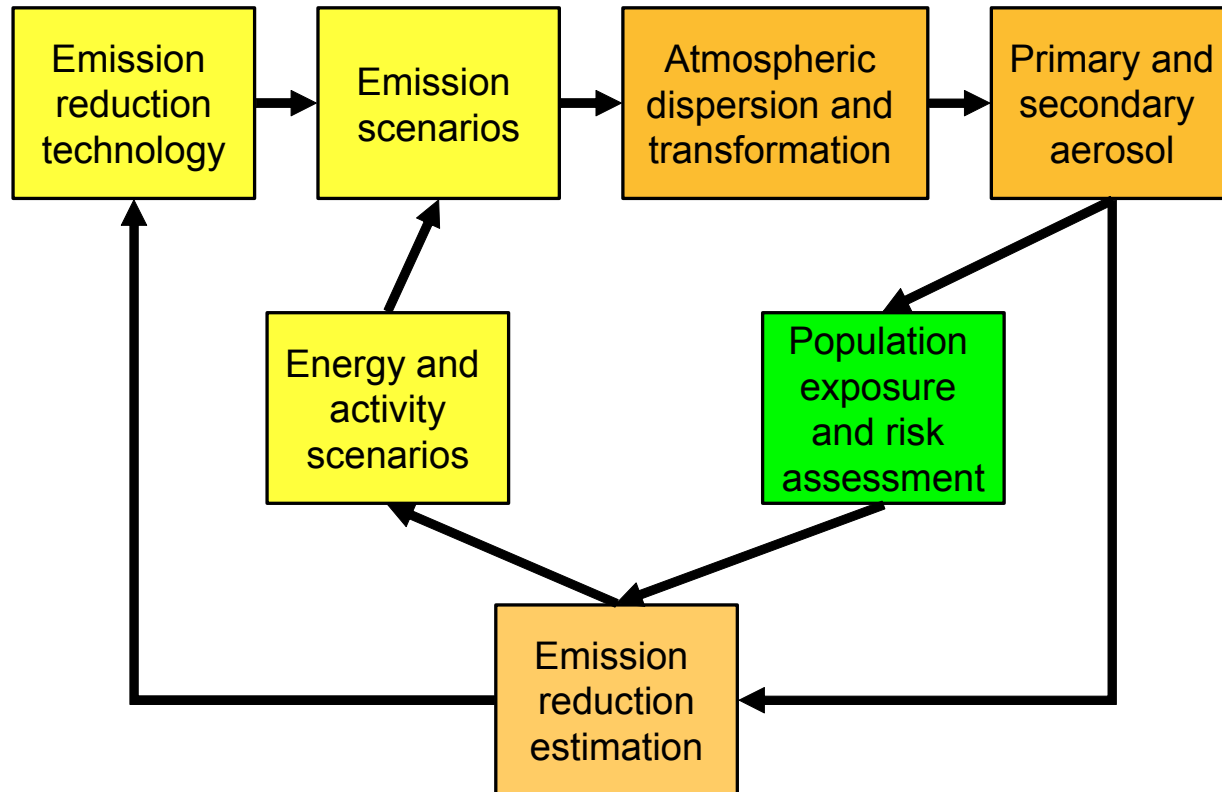 Emission
reduction
technology
Emission
scenarios
Atmospheric
dispersion and
transformation
Primary and
secondary
aerosol
Energy and
activity
scenarios
Population
exposure
and risk
assessment
Emission
reduction
estimation